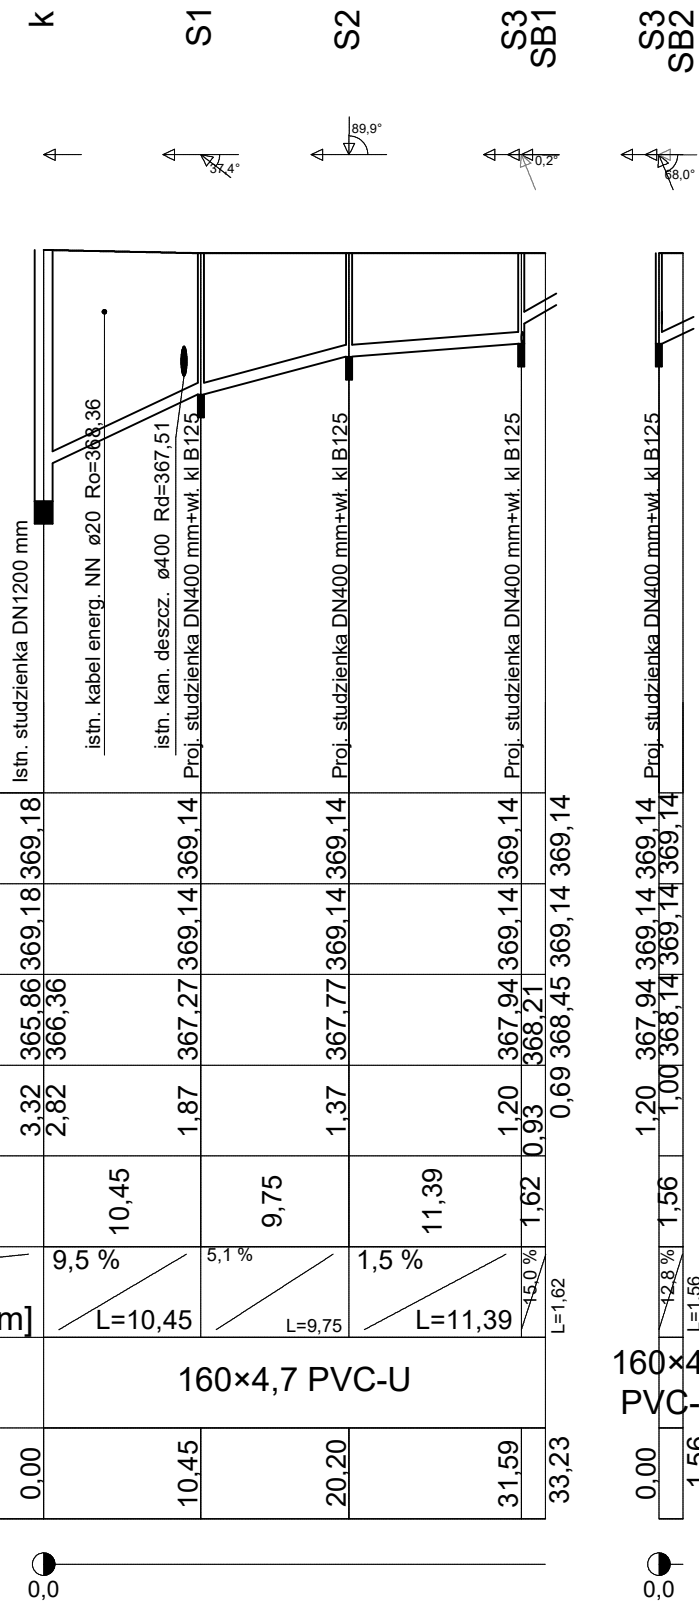 k
S1
S2
S3
SB1
S3
SB2
37,4°
89,9°
0,2°
68,0°
Istn. studzienka DN1200 mm
istn. kabel energ. NN ø20 Ro=368,36
istn. kan. deszcz. ø400 Rd=367,51
Proj. studzienka DN400 mm+wł. kl B125
Proj. studzienka DN400 mm+wł. kl B125
Proj. studzienka DN400 mm+wł. kl B125
Proj. studzienka DN400 mm+wł. kl B125
369,18 369,14 369,14 369,14 369,14 369,14 369,14
369,18 369,14 369,14 369,14 369,14 369,14 369,14
365,86 366,36 367,27 367,77 367,94 368,21 368,45 367,94 368,14
3,32 2,82 1,87 1,37 1,20 0,93 0,69 1,20 1,00
10,45 9,75 11,39 1,62 1,56
9,5 % 5,1 % 1,5 % 15,0 % 12,8 %
m] L=10,45 L=9,75 L=11,39 L=1,62 L=1,56
160×4,7 PVC-U
160×4
PVC-
0,00 10,45 20,20 31,59 33,23 0,00 1,56
0,0 0,0